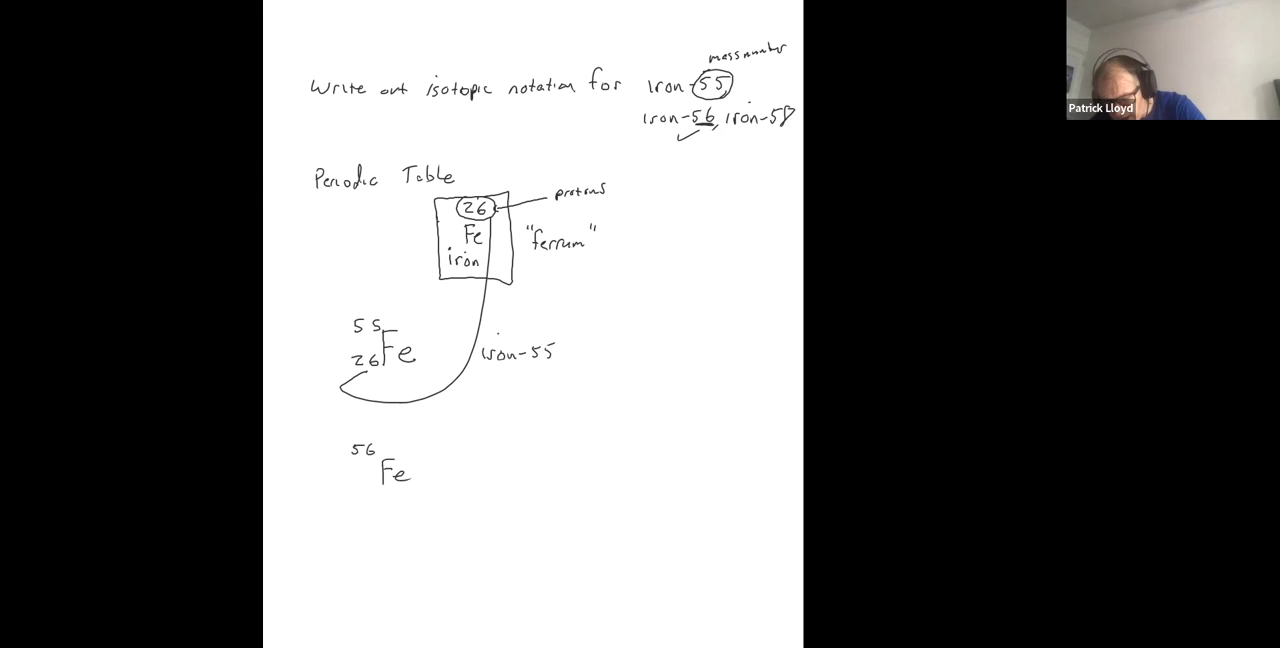 mass number
Write out isotopic notation for iron-55,
iron-56, iron-58
Patrick Lloyd
Periodic Table
26
protons
Fe
"ferrum"
iron
55
26Fe
iron-55
56
Fe